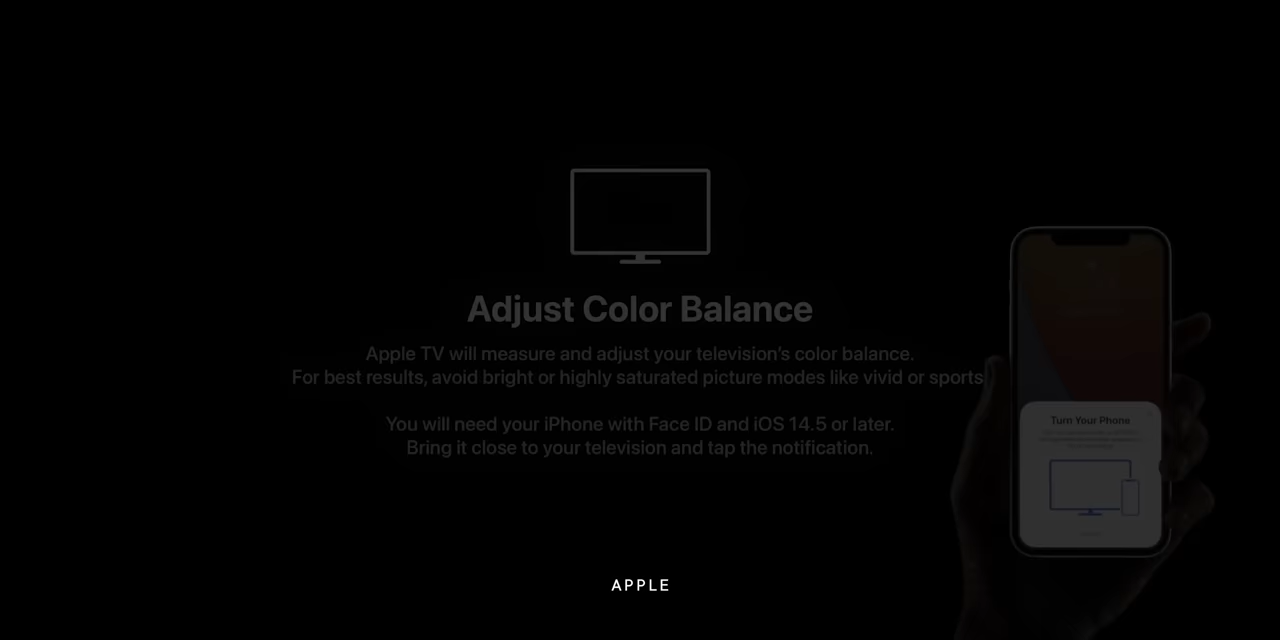 Adjust Color Balance
Apple TV will measure and adjust your television's color balance.
For best results, avoid bright or highly saturated picture modes like vivid or sports
You will need your iPhone with Face ID and iOS 14.5 or later.
Bring it close to your television and tap the notification.
Turn Your Phone
APPLE